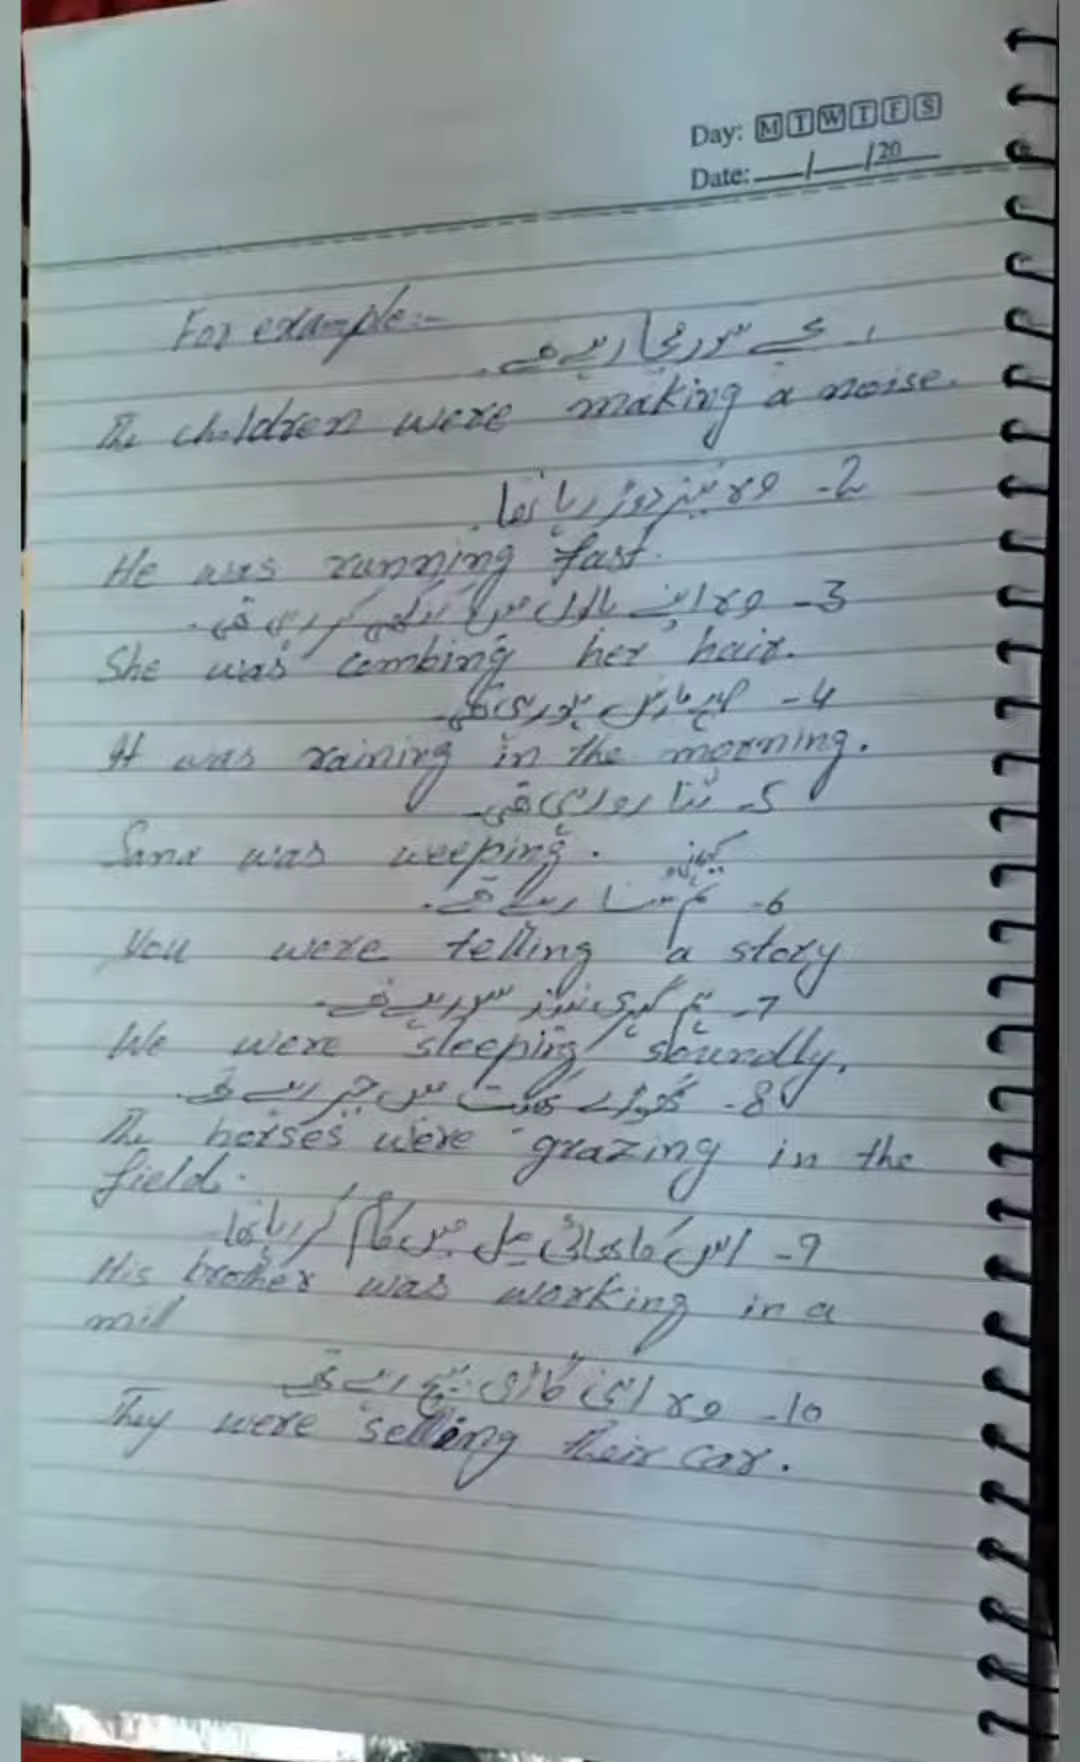 Day: M T W T F S
Date: __/__/20__
For example:-
1- بچے شور مچا رہے تھے۔
The children were making a noise.
2- وہ تیز دوڑ رہا تھا۔
He was running fast.
3- وہ اپنے بالوں میں کنگھی کر رہی تھی۔
She was combing her hair.
4- صبح بارش ہو رہی تھی۔
It was raining in the morning.
5- ثنا رو رہی تھی۔
Sana was weeping.
6- تم سنا رہے تھے۔
You were telling a story
7- ہم گہری نیند سو رہے تھے۔
We were sleeping soundly.
8- گھوڑے کھیت میں چر رہے تھے
The horses were grazing in the
field.
9- اس کا بھائی مل میں کام کر رہا تھا
His brother was working in a
mill
10- وہ اپنی گاڑی بیچ رہے تھے
They were selling their car.